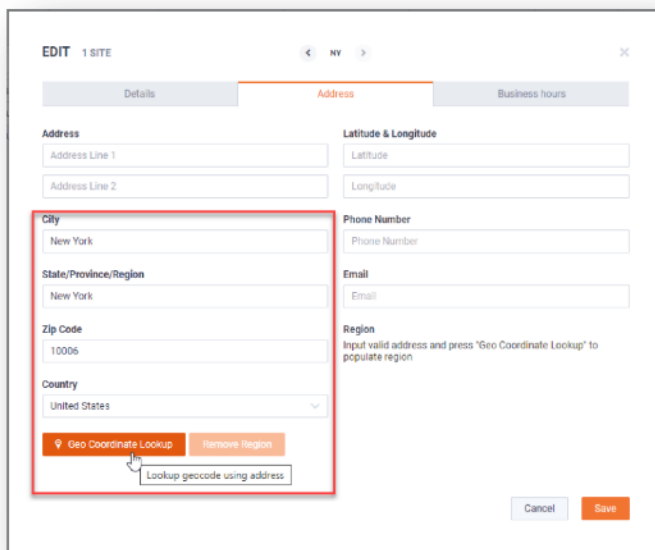 EDIT 1 SITE
NY
Details
Address
Business hours
Address
Address Line 1
Address Line 2
City
New York
State/Province/Region
New York
Zip Code
10006
Country
United States
Geo Coordinate Lookup
Remove Region
Lookup geocode using address
Latitude & Longitude
Latitude
Longitude
Phone Number
Phone Number
Email
Email
Region
Input valid address and press "Geo Coordinate Lookup" to
populate region
Cancel
Save